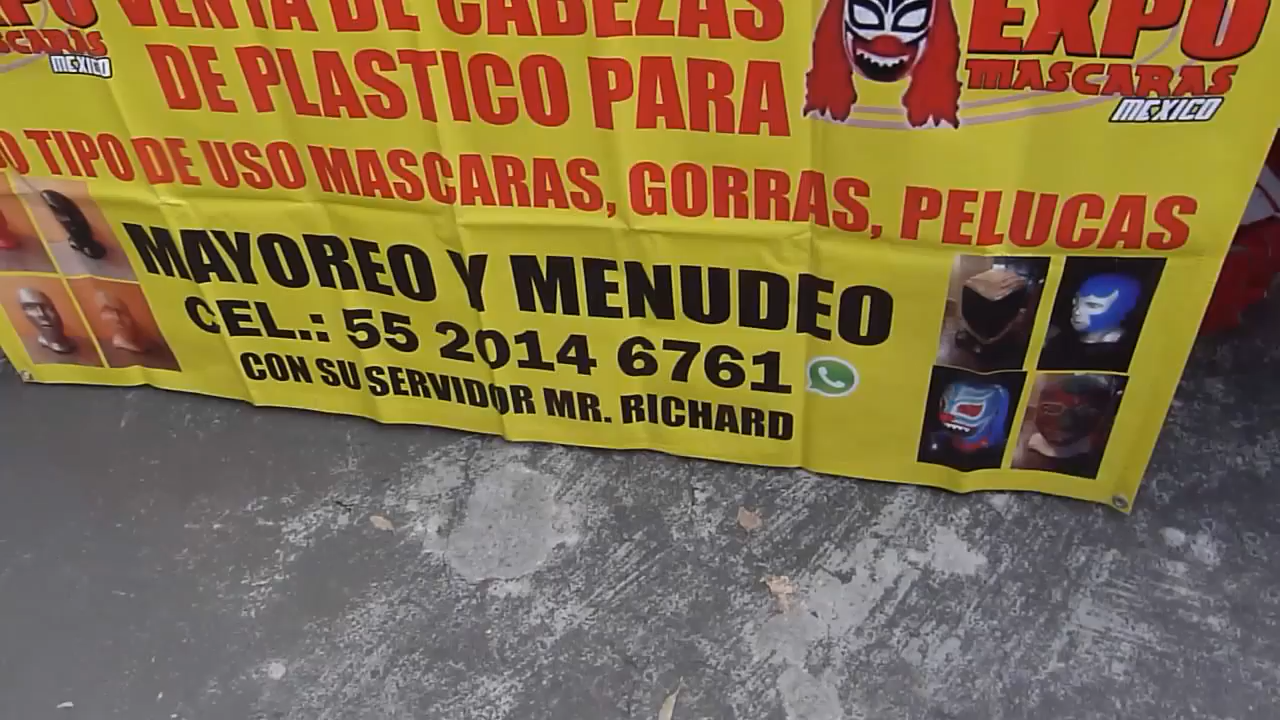 VENTA DE CABEZAS
DE PLASTICO PARA
TIPO DE USO MASCARAS, GORRAS, PELUCAS
MAYOREO Y MENUDEO
CEL.: 55 2014 6761
CON SU SERVIDOR MR. RICHARD
EXPO
MASCARAS
MEXICO
MEXICO